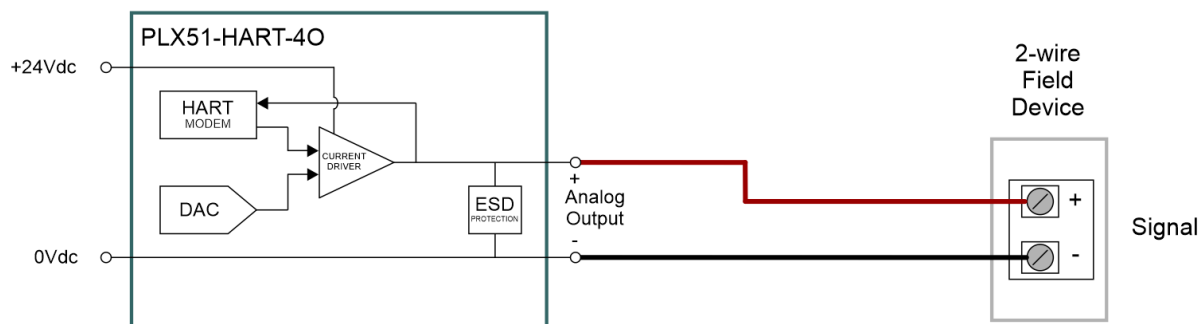 PLX51-HART-4O
+24Vdc
HART
MODEM
CURRENT
DRIVER
DAC
ESD
PROTECTION
0Vdc
+
Analog
Output
-
2-wire
Field
Device
+
-
Signal